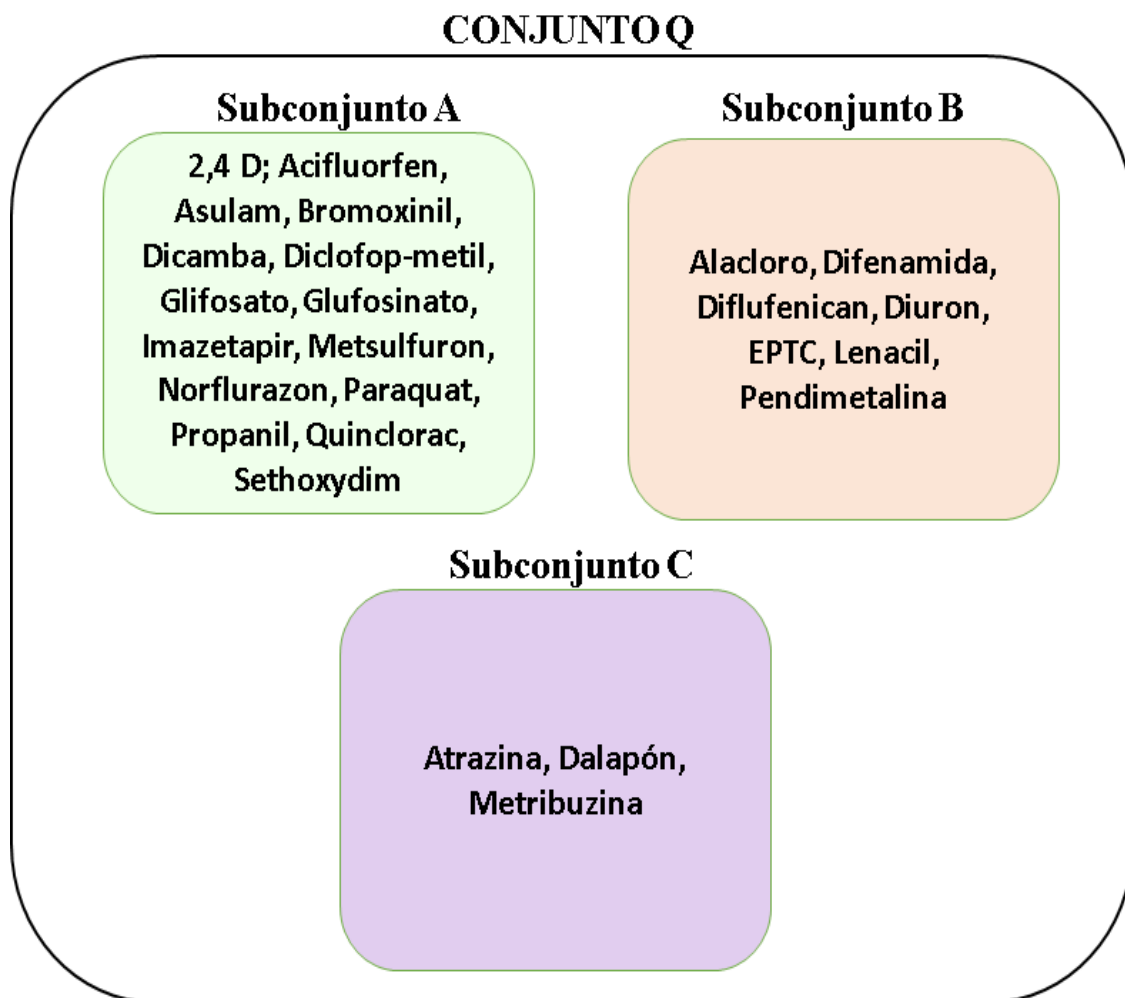 CONJUNTO Q
Subconjunto A
2,4 D; Acifluorfen,
Asulam, Bromoxinil,
Dicamba, Diclofop-metil,
Glifosato, Glufosinato,
Imazetapir, Metsulfuron,
Norflurazon, Paraquat,
Propanil, Quinclorac,
Sethoxydim
Subconjunto B
Alacloro, Difenamida,
Diflufenican, Diuron,
EPTC, Lenacil,
Pendimetalina
Subconjunto C
Atrazina, Dalapón,
Metribuzina